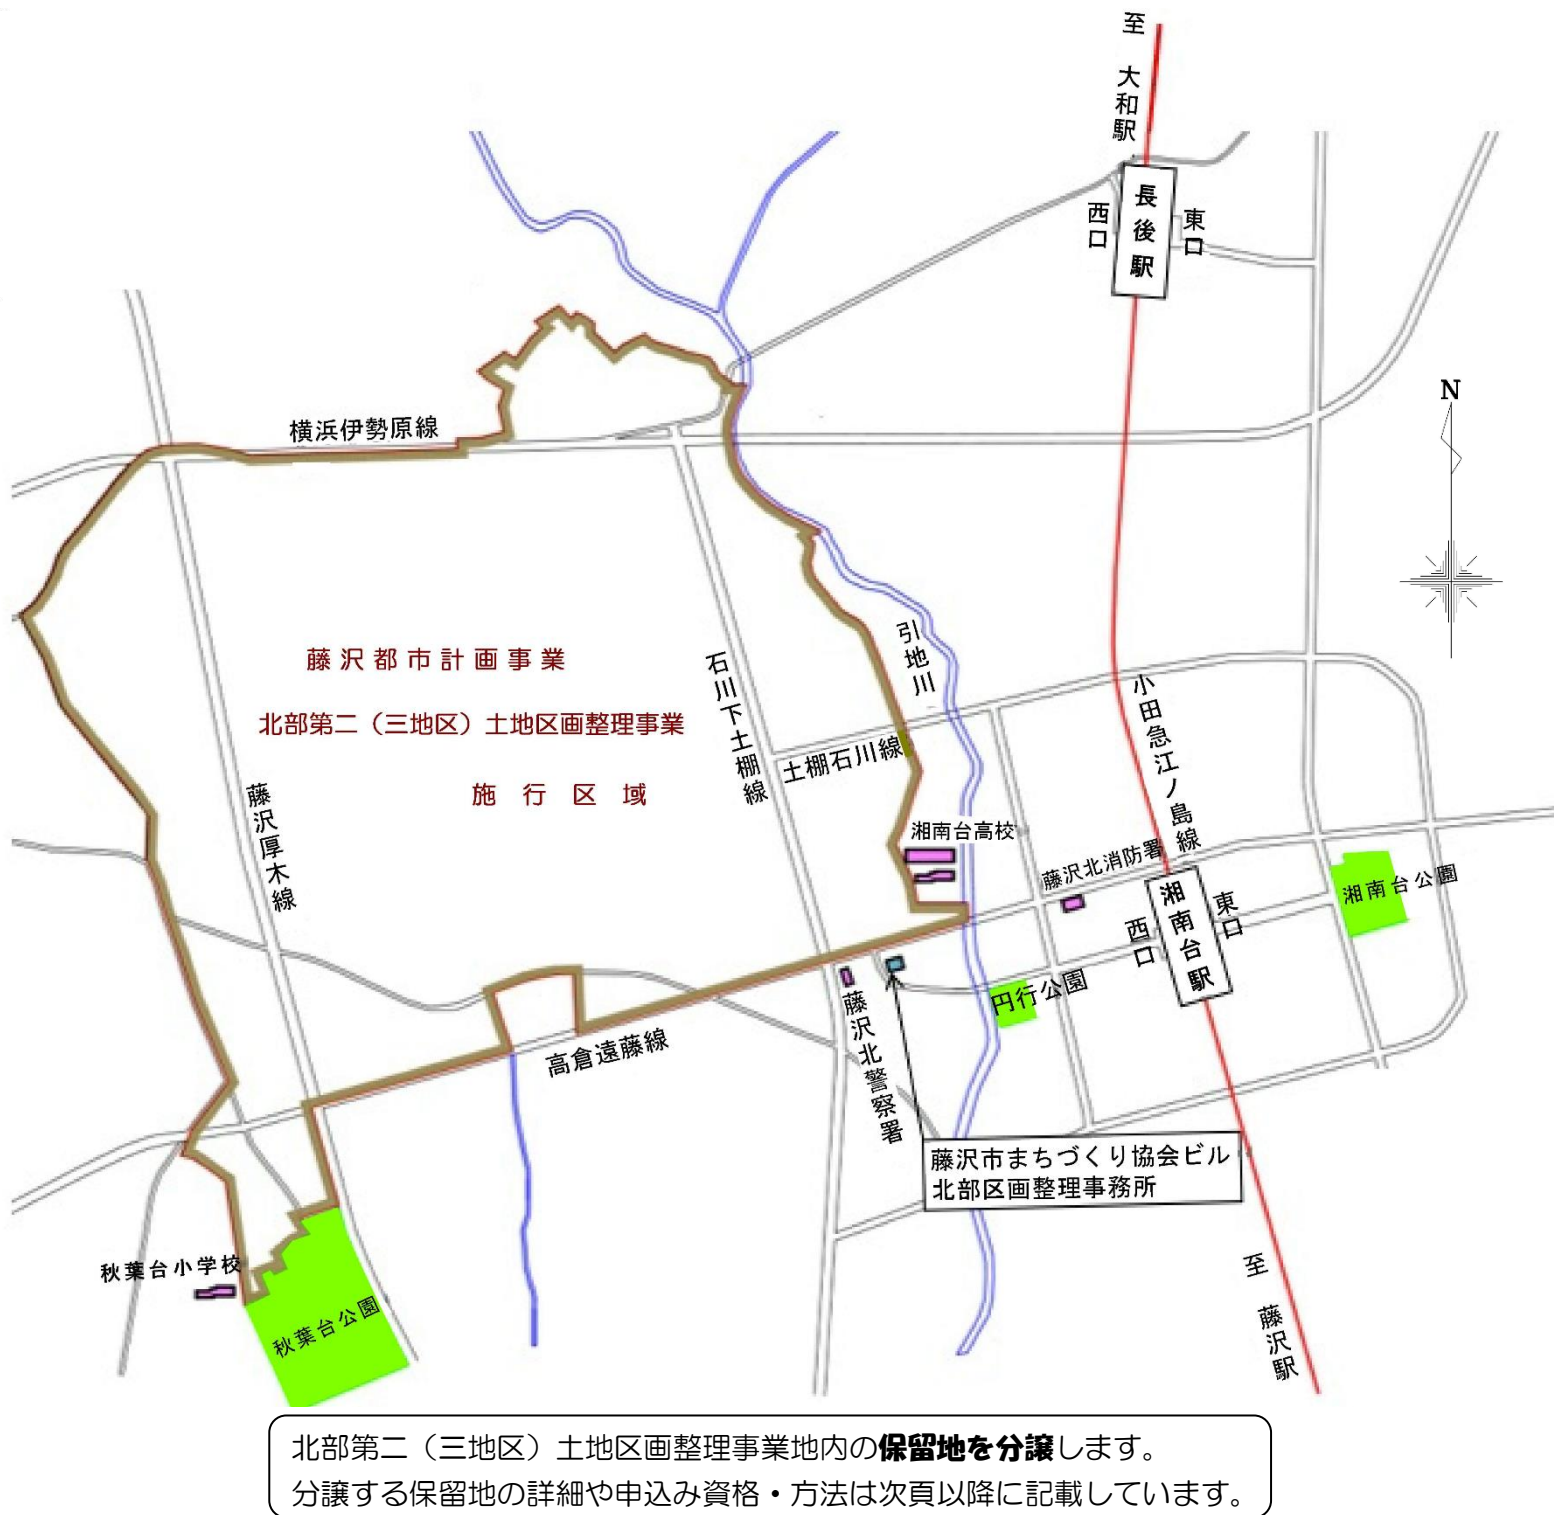 至 大和駅
長後駅
西口
東口
N
横浜伊勢原線
引地川
藤沢都市計画事業
北部第二（三地区）土地区画整理事業
施行区域
石川下土棚線
土棚石川線
小田急江ノ島線
藤沢厚木線
湘南台高校
藤沢北消防署
湘南台駅
西口
東口
湘南台公園
円行公園
藤沢北警察署
高倉遠藤線
藤沢市まちづくり協会ビル
北部区画整理事務所
秋葉台小学校
秋葉台公園
至 藤沢駅
北部第二（三地区）土地区画整理事業地内の保留地を分譲します。
分譲する保留地の詳細や申込み資格・方法は次頁以降に記載しています。